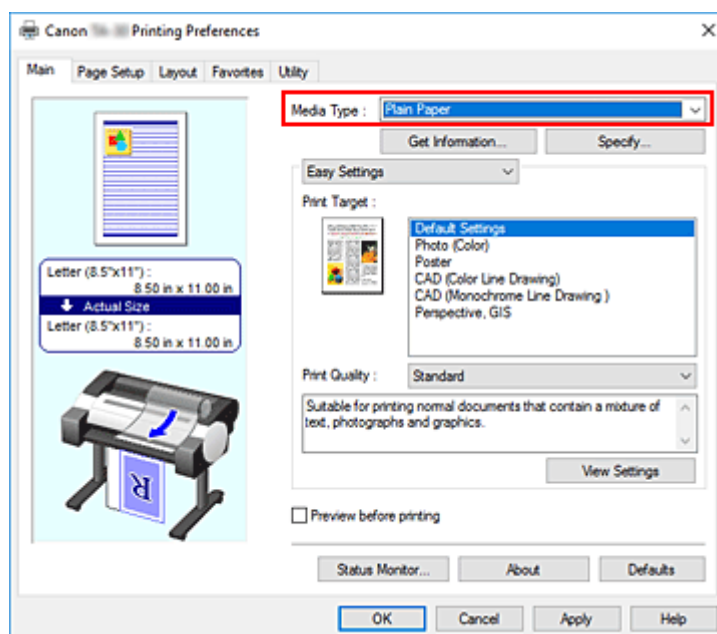 Canon Printing Preferences
Main Page Setup Layout Favorites Utility
Media Type : Plain Paper
Get Information... Specify...
Easy Settings
Print Target :
Default Settings
Photo (Color)
Poster
CAD (Color Line Drawing)
CAD (Monochrome Line Drawing )
Perspective, GIS
Letter (8.5"x11") :
8.50 in x 11.00 in
Actual Size
Letter (8.5"x11") :
8.50 in x 11.00 in
Print Quality : Standard
Suitable for printing normal documents that contain a mixture of
text, photographs and graphics.
View Settings
R
Preview before printing
Status Monitor... About Defaults
OK Cancel Apply Help